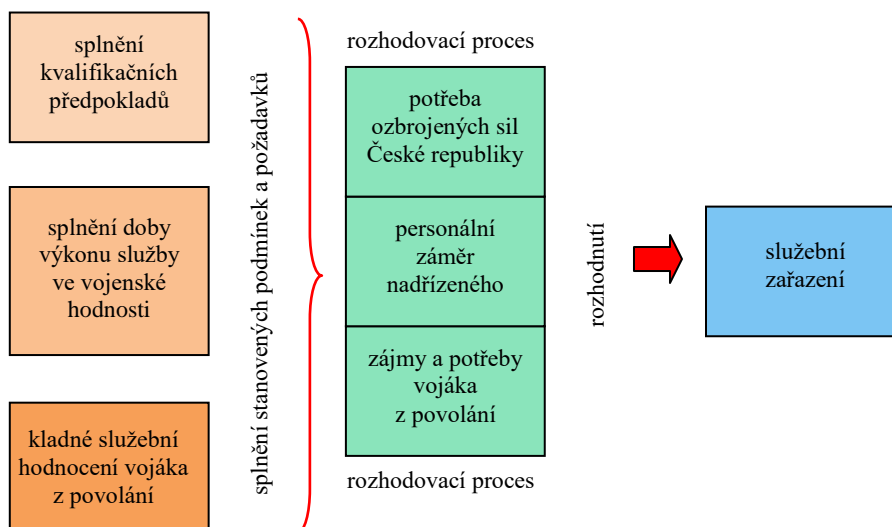 splnění
kvalifikačních
předpokladů
splnění doby
výkonu služby
ve vojenské
hodnosti
kladné služební
hodnocení vojáka
z povolání
splnění stanovených podmínek a požadavků
rozhodovací proces
potřeba
ozbrojených sil
České republiky
personální
záměr
nadřízeného
zájmy a potřeby
vojáka
z povolání
rozhodovací proces
rozhodnutí
služební
zařazení